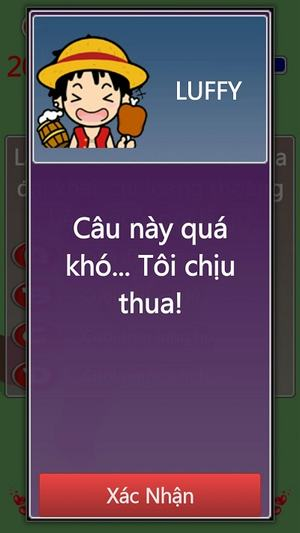 LUFFY
Câu này quá
khó... Tôi chịu
thua!
Xác Nhận